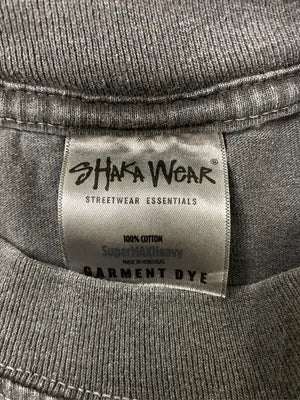 SHAKA WEAR®
STREETWEAR ESSENTIALS
100% COTTON
SuperMAXHeavy
MADE IN HONDURAS
GARMENT DYE